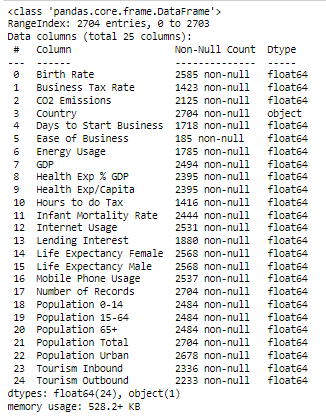 <class 'pandas.core.frame.DataFrame'>
RangeIndex: 2704 entries, 0 to 2703
Data columns (total 25 columns):
 #   Column                  Non-Null Count  Dtype
---  ------                  --------------  -----
 0   Birth Rate              2585 non-null   float64
 1   Business Tax Rate       1423 non-null   float64
 2   CO2 Emissions           2125 non-null   float64
 3   Country                 2704 non-null   object
 4   Days to Start Business  1718 non-null   float64
 5   Ease of Business        185 non-null    float64
 6   Energy Usage            1785 non-null   float64
 7   GDP                     2494 non-null   float64
 8   Health Exp % GDP        2395 non-null   float64
 9   Health Exp/Capita       2395 non-null   float64
 10  Hours to do Tax         1416 non-null   float64
 11  Infant Mortality Rate   2444 non-null   float64
 12  Internet Usage          2531 non-null   float64
 13  Lending Interest        1880 non-null   float64
 14  Life Expectancy Female  2568 non-null   float64
 15  Life Expectancy Male    2568 non-null   float64
 16  Mobile Phone Usage      2537 non-null   float64
 17  Number of Records       2704 non-null   float64
 18  Population 0-14         2484 non-null   float64
 19  Population 15-64        2484 non-null   float64
 20  Population 65+          2484 non-null   float64
 21  Population Total        2704 non-null   float64
 22  Population Urban        2678 non-null   float64
 23  Tourism Inbound         2336 non-null   float64
 24  Tourism Outbound        2233 non-null   float64
dtypes: float64(24), object(1)
memory usage: 528.2+ KB